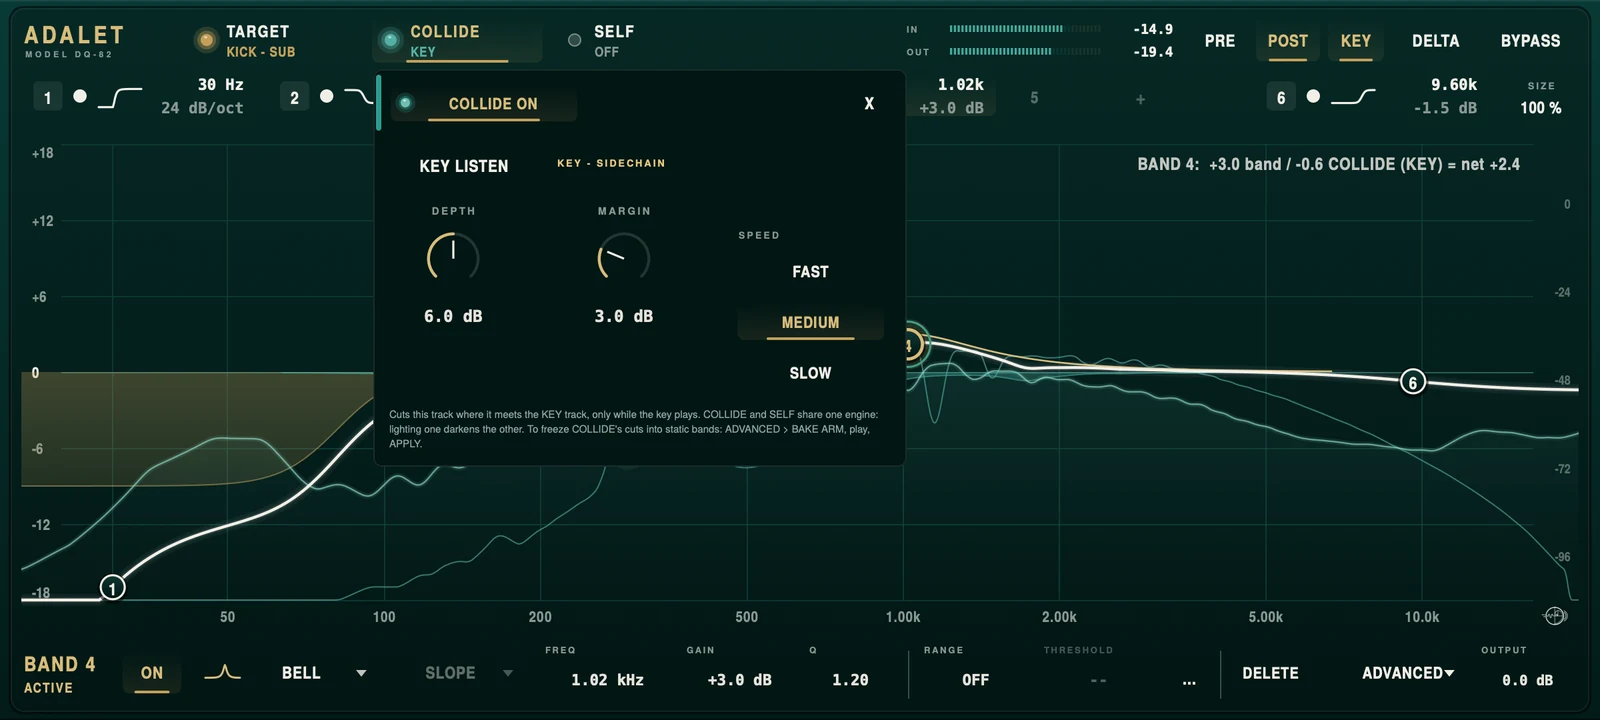 ADALET
MODEL DQ-82
TARGET
KICK - SUB
COLLIDE
KEY
SELF
OFF
IN
-14.9
OUT
-19.4
PRE
POST
KEY
DELTA
BYPASS
1
30 Hz
24 dB/oct
2
1.02k
+3.0 dB
5
+
6
9.60k
-1.5 dB
SIZE
100 %
COLLIDE ON
X
KEY LISTEN
KEY - SIDECHAIN
DEPTH
6.0 dB
MARGIN
3.0 dB
SPEED
FAST
MEDIUM
SLOW
Cuts this track where it meets the KEY track, only while the key plays. COLLIDE and SELF share one engine:
lighting one darkens the other. To freeze COLLIDE's cuts into static bands: ADVANCED > BAKE ARM, play,
APPLY.
BAND 4:  +3.0 band / -0.6 COLLIDE (KEY) = net +2.4
+18
+12
+6
0
-6
-12
-18
0
-24
-48
-72
-96
4
6
1
50
100
200
500
1.00k
2.00k
5.00k
10.0k
BAND 4
ACTIVE
ON
BELL
SLOPE
FREQ
1.02 kHz
GAIN
+3.0 dB
Q
1.20
RANGE
OFF
THRESHOLD
--
...
DELETE
ADVANCED
OUTPUT
0.0 dB